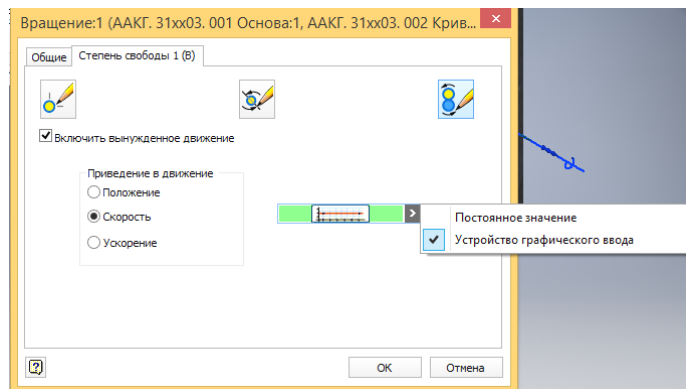 Вращение:1 (ААКГ. 31хх03. 001 Основа:1, ААКГ. 31хх03. 002 Крив...
Общие Степень свободы 1 (В)
Включить вынужденное движение
Приведение в движение
Положение
Скорость
Ускорение
Постоянное значение
Устройство графического ввода
ОК Отмена